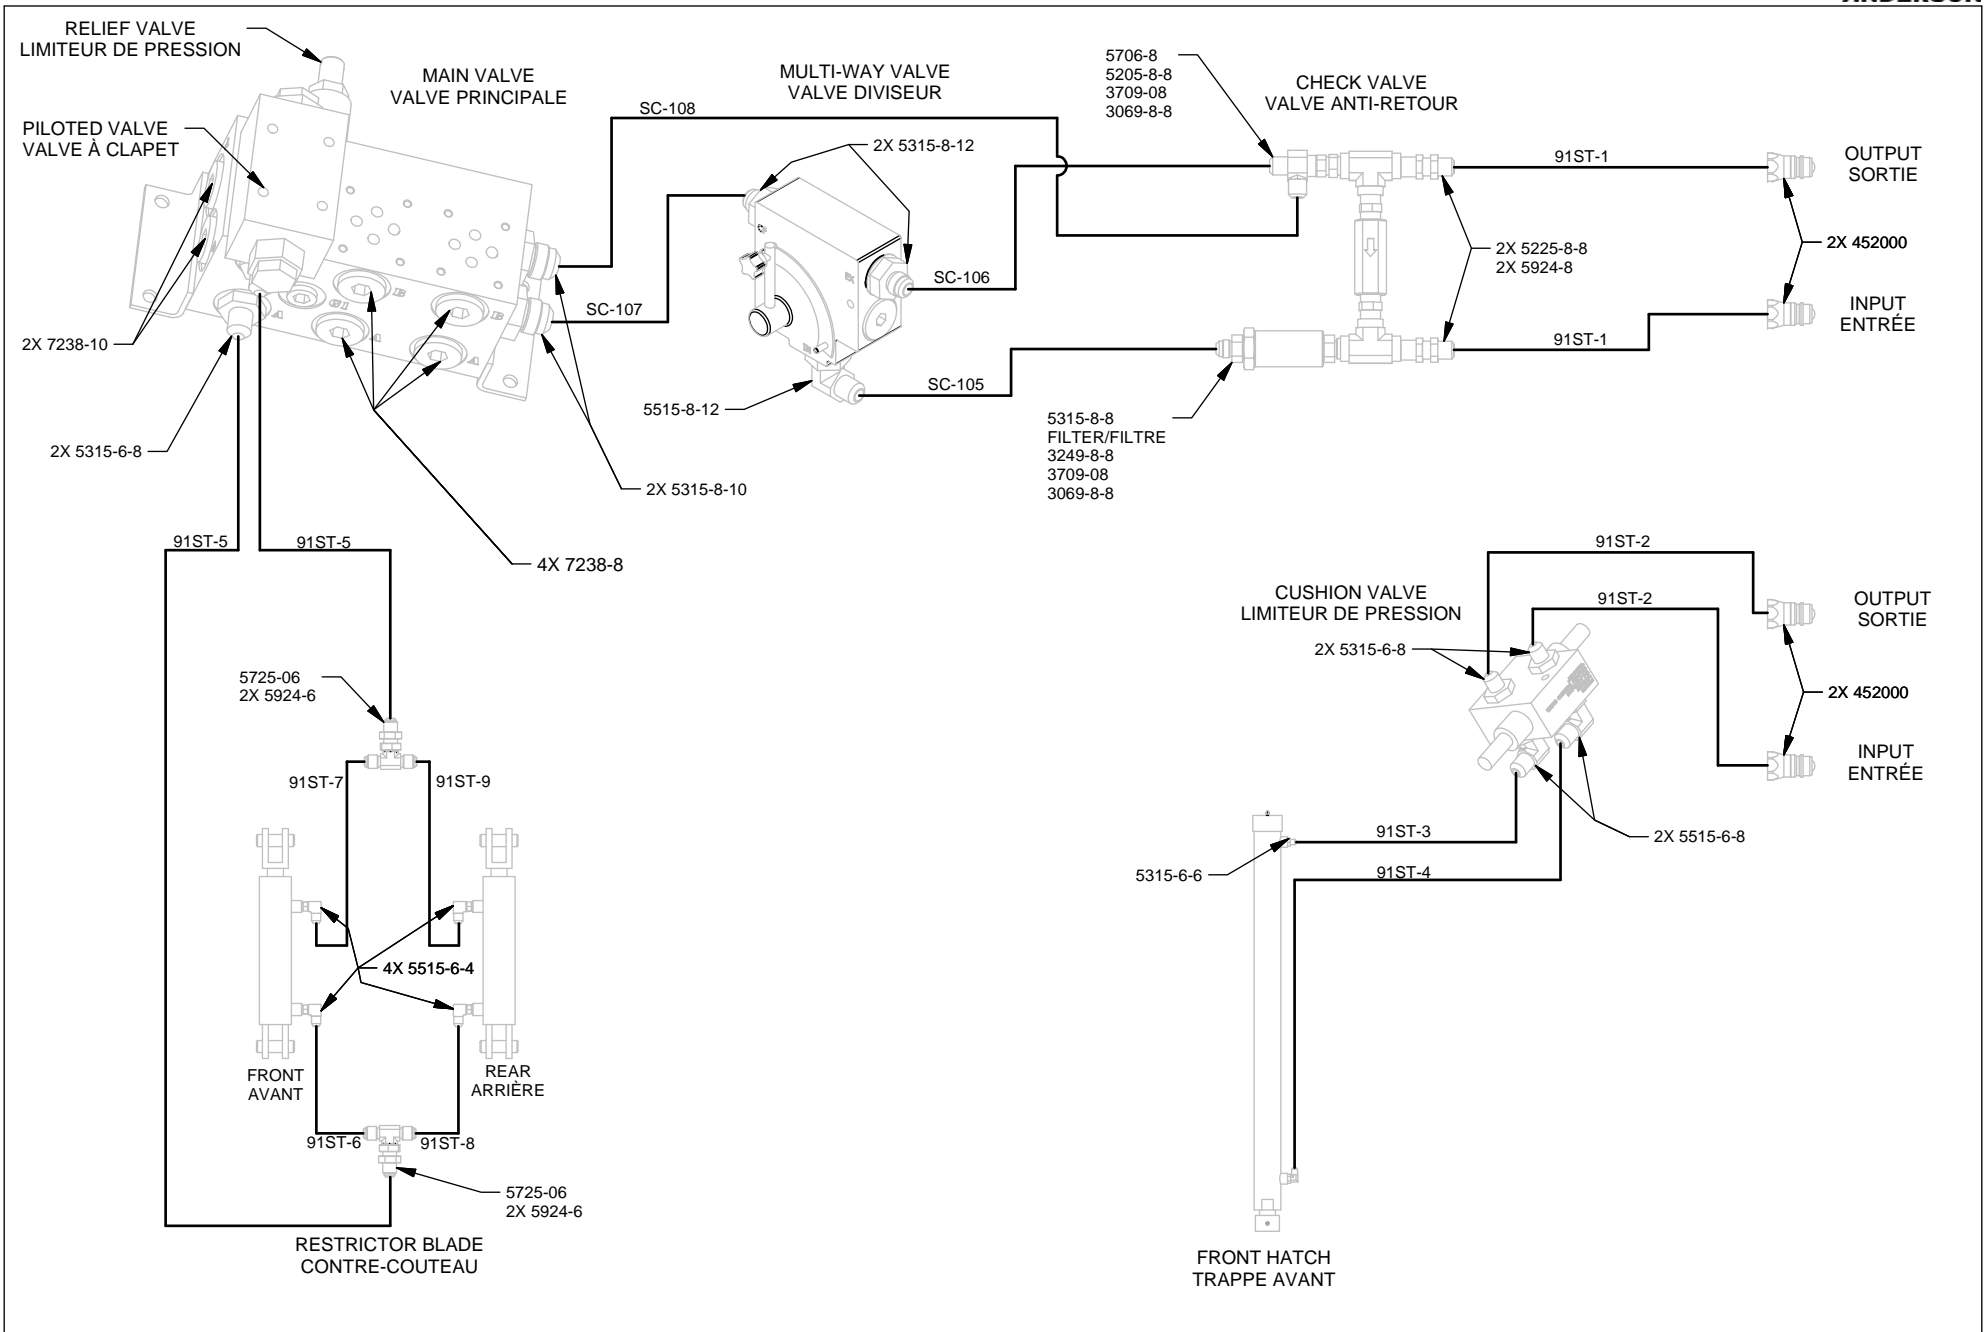 RELIEF VALVE
LIMITEUR DE PRESSION
PILOTED VALVE
VALVE À CLAPET
MAIN VALVE
VALVE PRINCIPALE
MULTI-WAY VALVE
VALVE DIVISEUR
5706-8
5205-8-8
3709-08
3069-8-8
CHECK VALVE
VALVE ANTI-RETOUR
SC-108
2X 5315-8-12
91ST-1
OUTPUT
SORTIE
2X 452000
2X 5225-8-8
2X 5924-8
SC-106
SC-107
INPUT
ENTRÉE
91ST-1
2X 7238-10
SC-105
5515-8-12
5315-8-8
FILTER/FILTRE
3249-8-8
3709-08
3069-8-8
2X 5315-6-8
2X 5315-8-10
91ST-5
91ST-5
4X 7238-8
91ST-2
CUSHION VALVE
LIMITEUR DE PRESSION
91ST-2
OUTPUT
SORTIE
2X 5315-6-8
2X 452000
5725-06
2X 5924-6
INPUT
ENTRÉE
91ST-7
91ST-9
91ST-3
2X 5515-6-8
5315-6-6
91ST-4
4X 5515-6-4
FRONT
AVANT
REAR
ARRIÈRE
91ST-6
91ST-8
5725-06
2X 5924-6
RESTRICTOR BLADE
CONTRE-COUTEAU
FRONT HATCH
TRAPPE AVANT